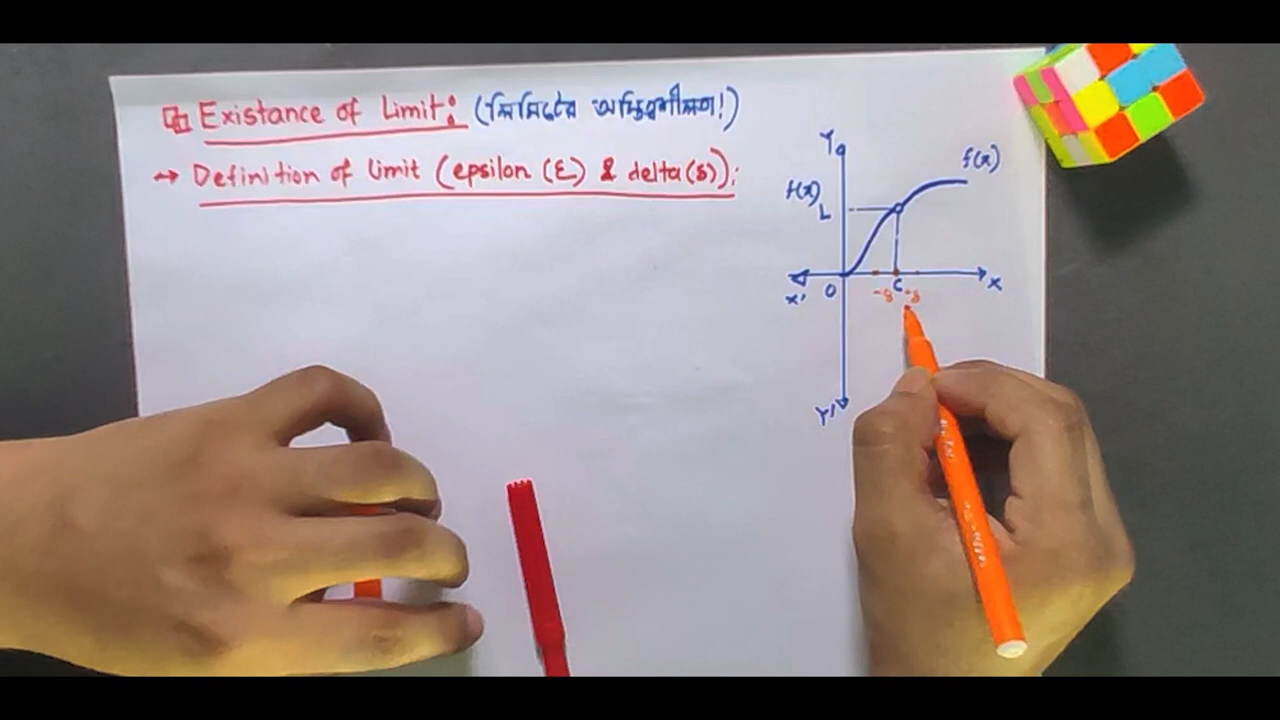 Existance of Limit: (লিমিটের অস্তিত্বশীলতা!)
→ Definition of limit (epsilon (ε) & delta(δ)):
Y
f(x)
f(x)
L
X'
O
C
X
-δ -δ
Y'